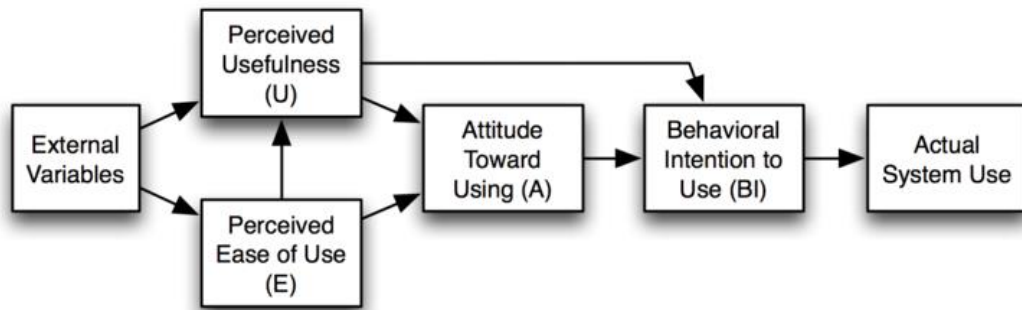 External
Variables
Perceived
Usefulness
(U)
Perceived
Ease of Use
(E)
Attitude
Toward
Using (A)
Behavioral
Intention to
Use (BI)
Actual
System Use